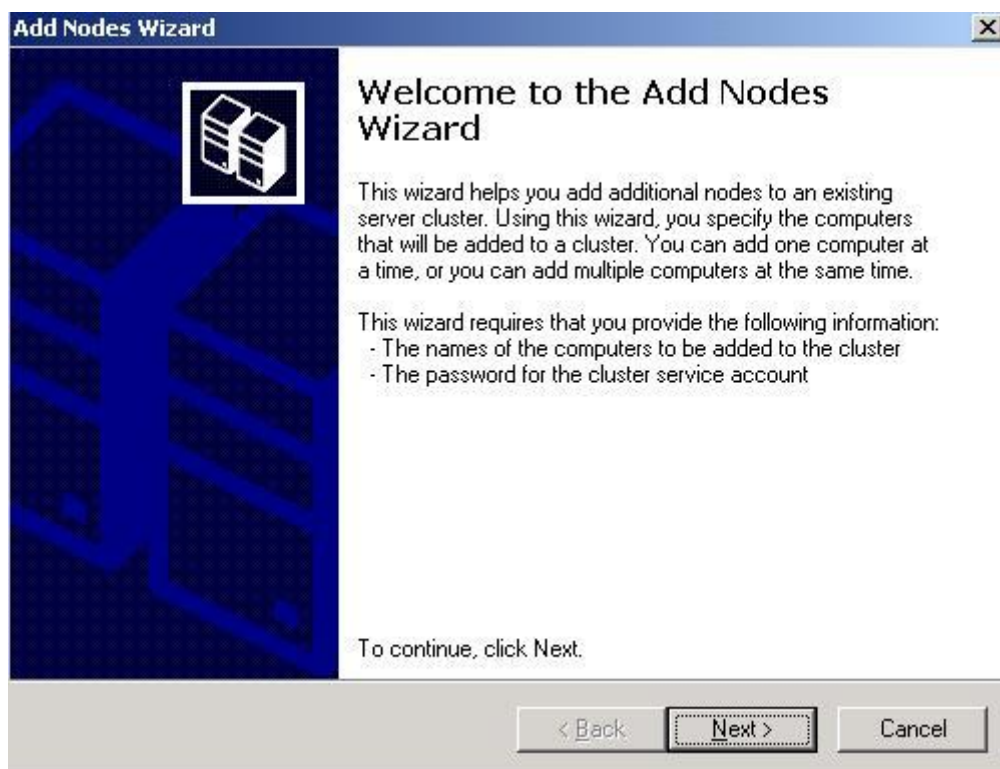 Add Nodes Wizard
Welcome to the Add Nodes
Wizard
This wizard helps you add additional nodes to an existing
server cluster. Using this wizard, you specify the computers
that will be added to a cluster. You can add one computer at
a time, or you can add multiple computers at the same time.
This wizard requires that you provide the following information:
- The names of the computers to be added to the cluster
- The password for the cluster service account
To continue, click Next.
< Back Next > Cancel